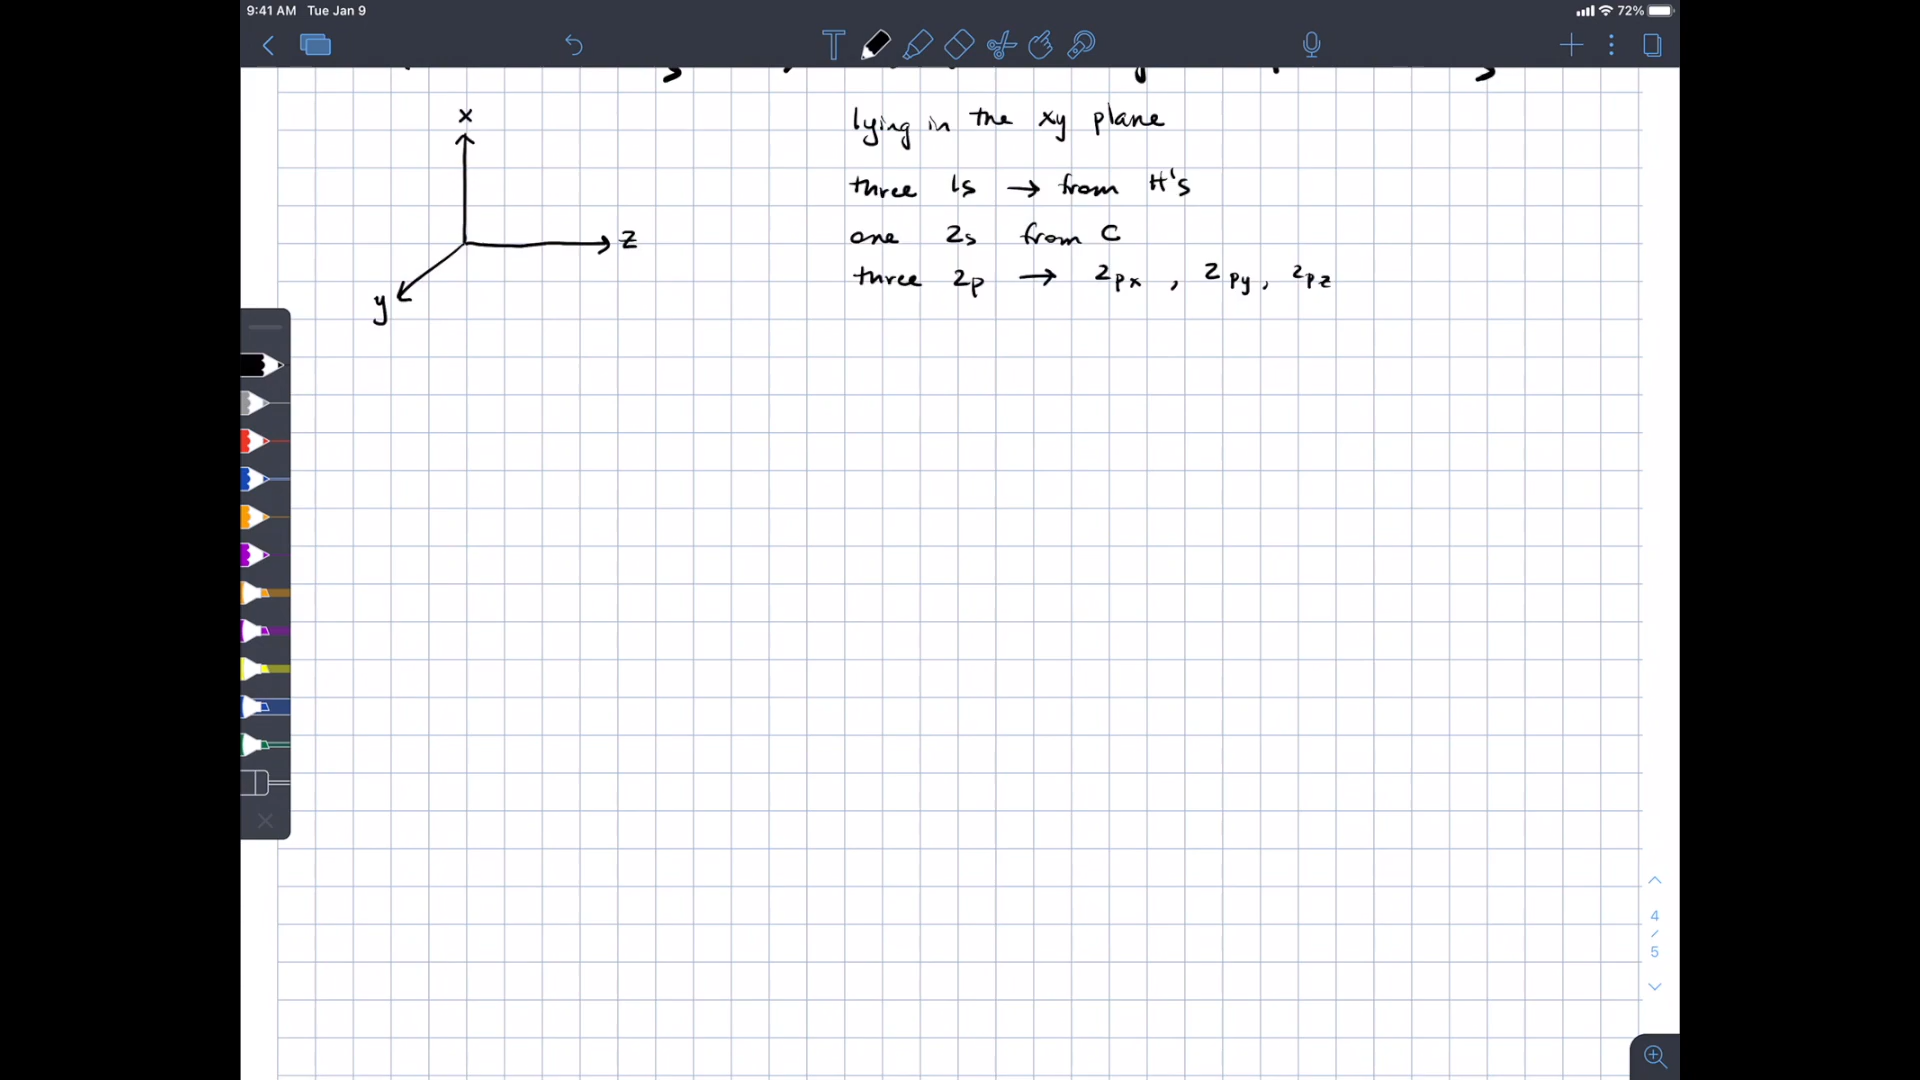 9:41 AM Tue Jan 9
72%
T
x
z
y
lying in the xy plane
three 1s → from H's
one 2s from C
three 2p → 2px , 2py, 2pz
4
/
5